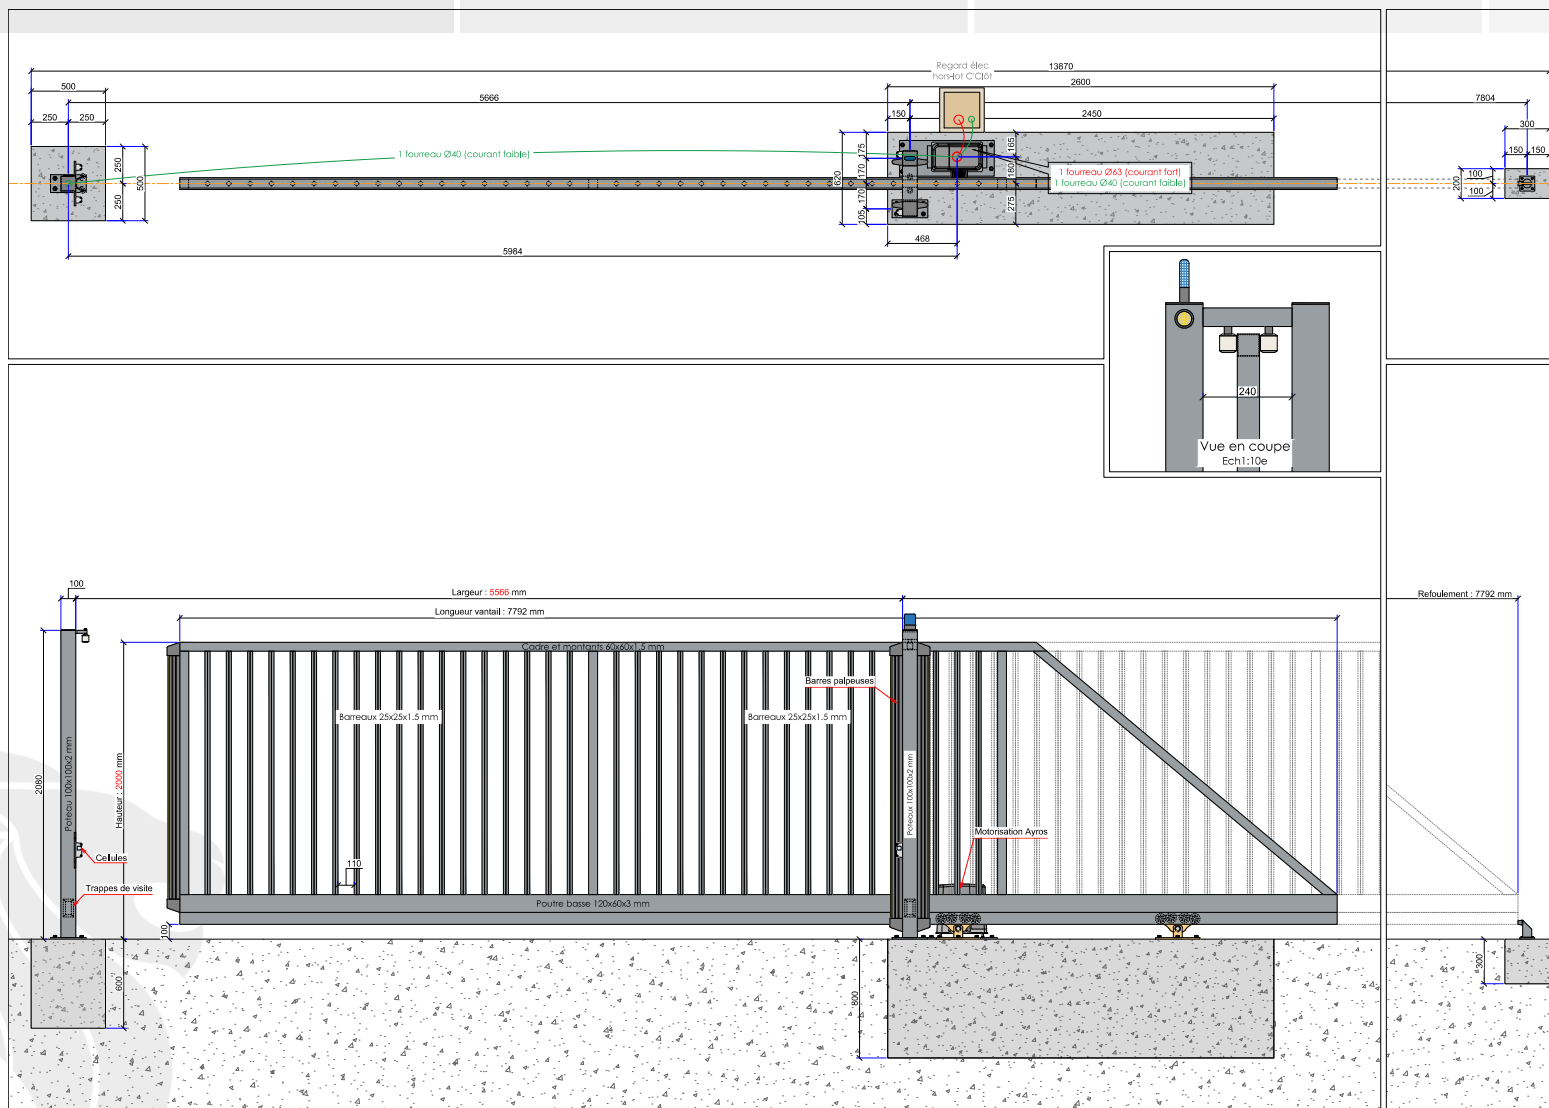 Regard élec
hors-lot C'Clôt
13870
500
2600
5666
7804
150
2450
300
250
250
150
150
1 fourreau Ø40 (courant faible)
250
500
250
175
170
620
170
105
165
180
275
1 fourreau Ø63 (courant fort)
1 fourreau Ø40 (courant faible)
200
100
100
468
5984
240
Vue en coupe
Ech1:10e
100
Largeur : 5566 mm
Refoulement : 7792 mm
Longueur vantail : 7792 mm
Cadre et montants 60x60x1.5 mm
Barres palpeuses
Barreaux 25x25x1.5 mm
Barreaux 25x25x1.5 mm
2080
Poteau 100x100x2 mm
Hauteur : 2000 mm
Poteaux 100x100x2 mm
Motorisation Ayros
Cellules
110
Trappes de visite
Poutre basse 120x60x3 mm
100
600
800
300